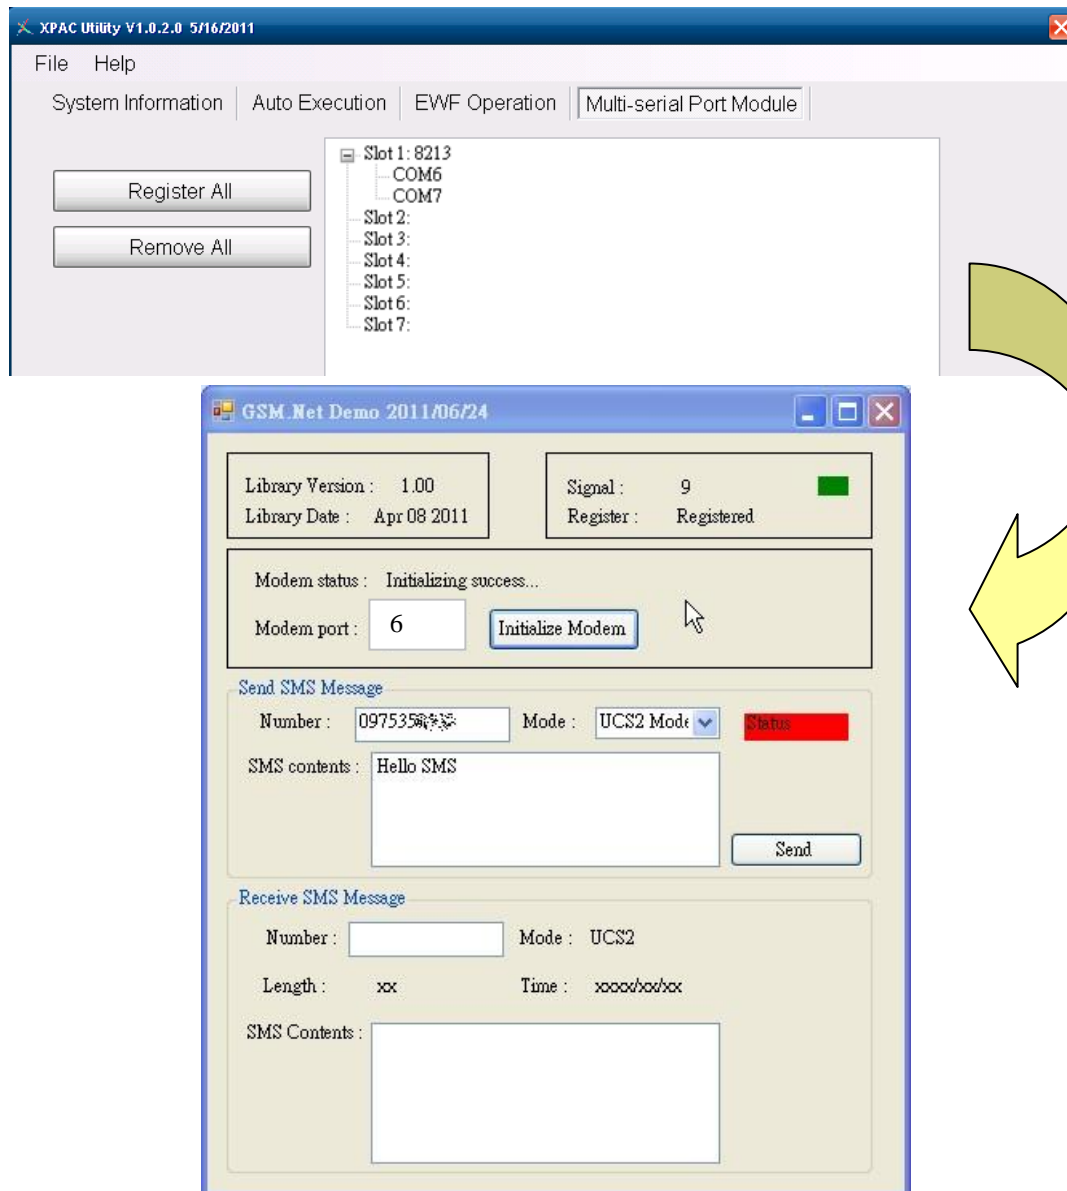 XPAC Utility V1.0.2.0 5/16/2011
File Help
System Information Auto Execution EWF Operation Multi-serial Port Module
Register All
Remove All
Slot 1: 8213
COM6
COM7
Slot 2:
Slot 3:
Slot 4:
Slot 5:
Slot 6:
Slot 7:
GSM.Net Demo 2011/06/24
Library Version : 1.00
Library Date : Apr 08 2011
Signal : 9
Register : Registered
Modem status : Initializing success...
Modem port : 6 Initialize Modem
Send SMS Message
Number : 097535 Mode : UCS2 Mode Status
SMS contents : Hello SMS
Send
Receive SMS Message
Number : Mode : UCS2
Length : xx Time : xxxx/xx/xx
SMS Contents :